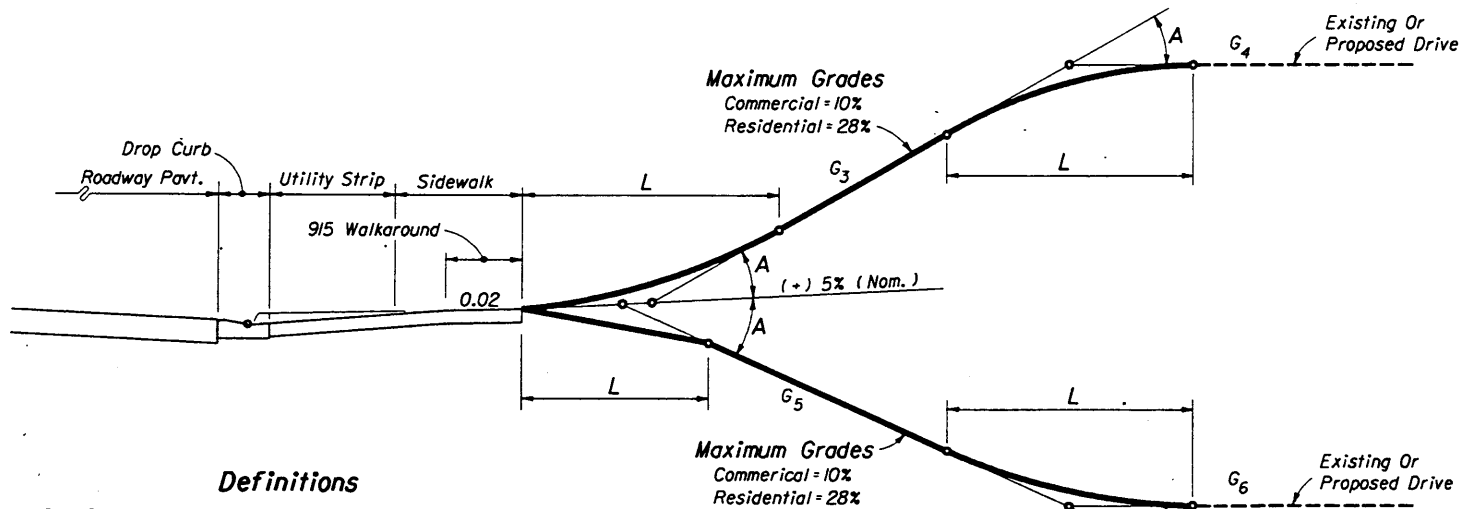 A
G4
Existing Or
Proposed Drive
Maximum Grades
Commercial = 10%
Residential = 28%
Drop Curb
Roadway Pavt.
Utility Strip
Sidewalk
L
G3
L
915 Walkaround
A
(+) 5% (Nom.)
0.02
A
L
G5
L
Maximum Grades
Commerical = 10%
Residential = 28%
G6
Existing Or
Proposed Drive
Definitions